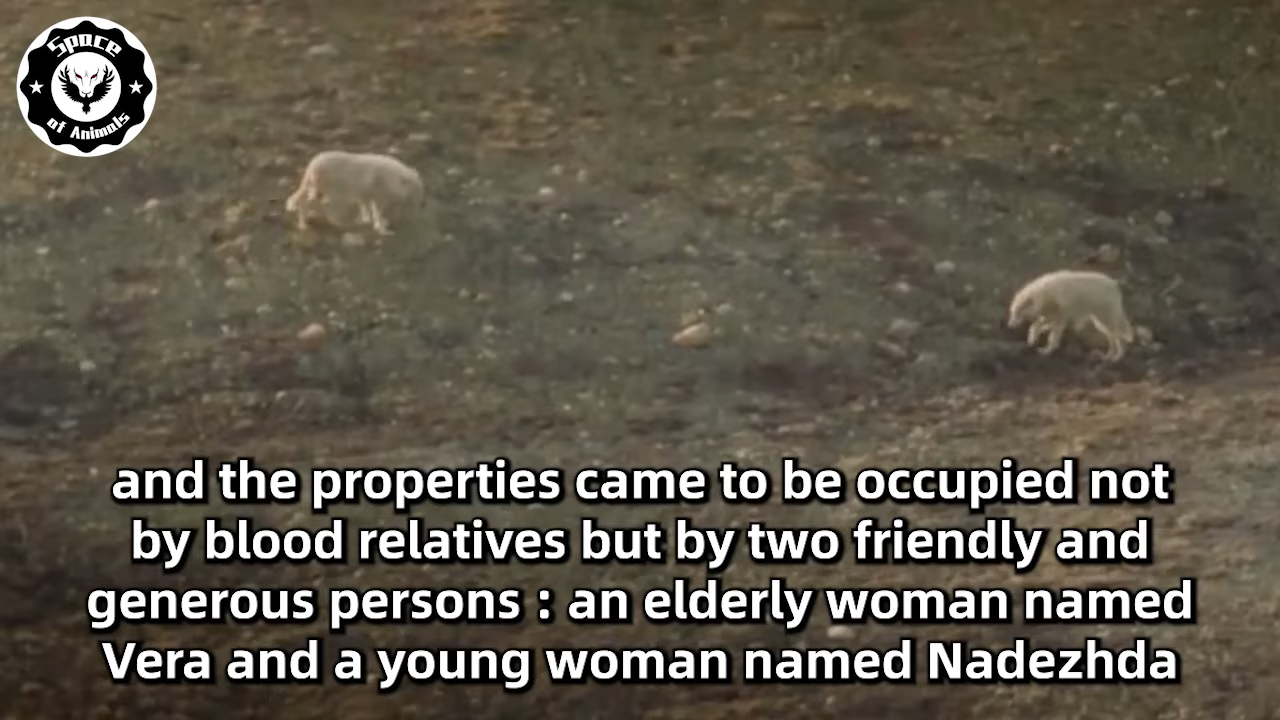 Space
of Animals
and the properties came to be occupied not
by blood relatives but by two friendly and
generous persons : an elderly woman named
Vera and a young woman named Nadezhda